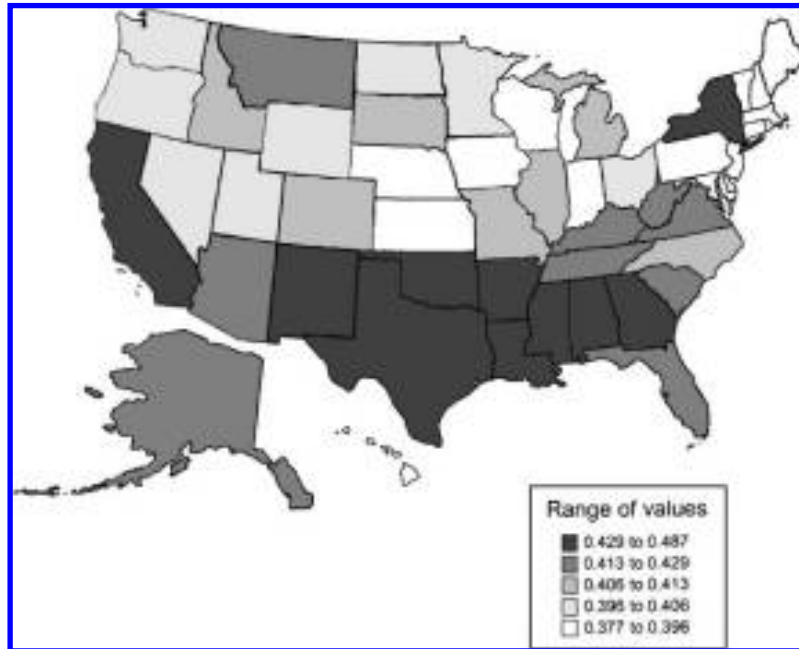 Range of values
0.429 to 0.487
0.413 to 0.429
0.406 to 0.413
0.396 to 0.406
0.377 to 0.396